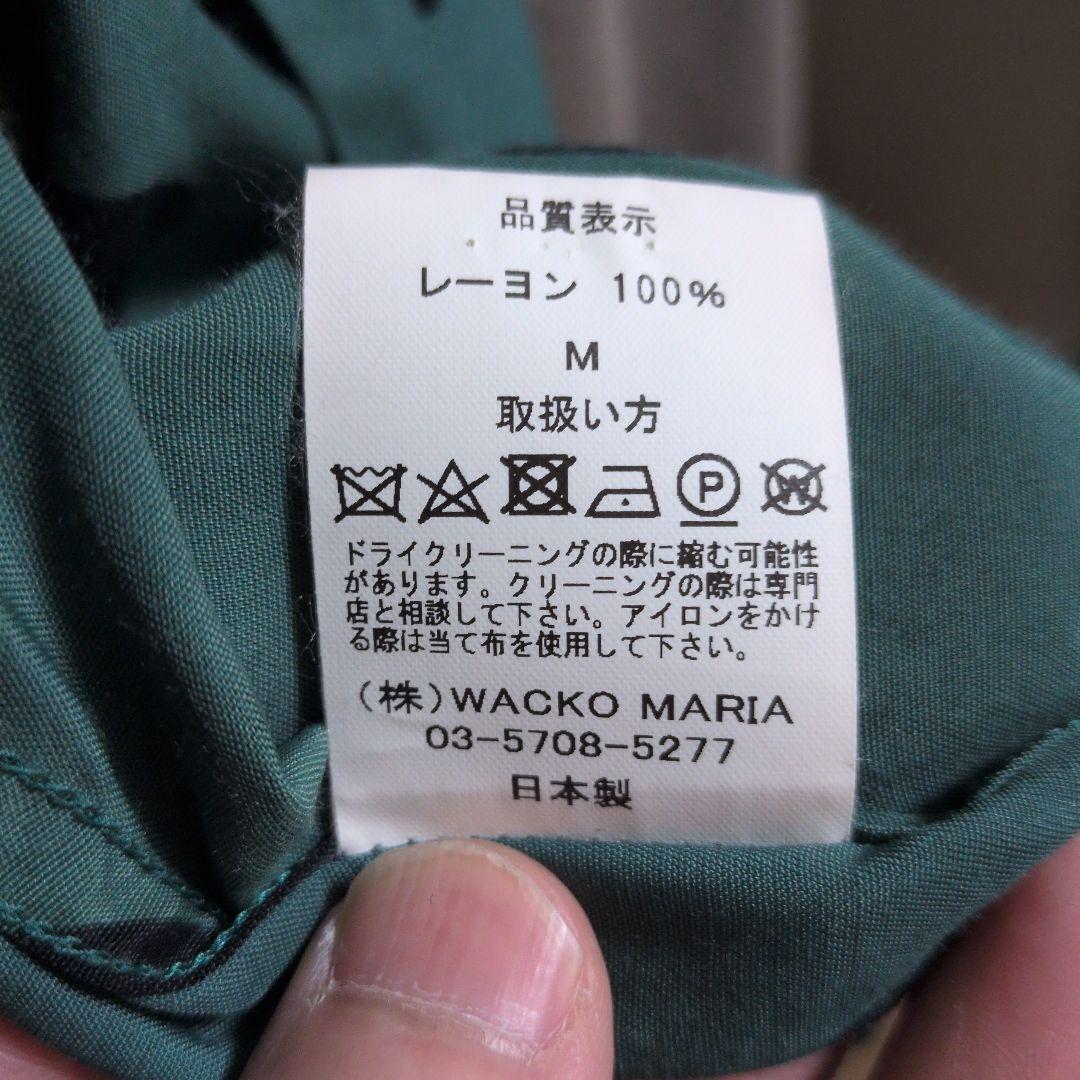 品質表示
レーヨン 100%
M
取扱い方
P W
ドライクリーニングの際に縮む可能性
があります。クリーニングの際は専門
店と相談して下さい。アイロンをかけ
る際は当て布を使用して下さい。
(株)WACKO MARIA
03-5708-5277
日本製